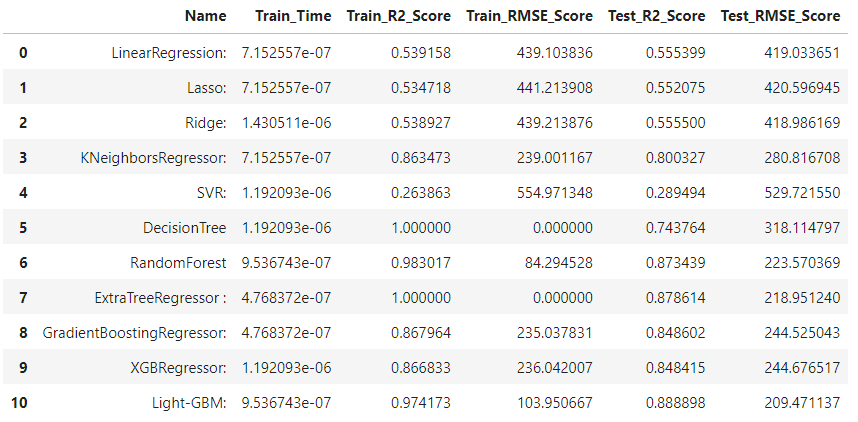 Name Train_Time Train_R2_Score Train_RMSE_Score Test_R2_Score Test_RMSE_Score
0 LinearRegression: 7.152557e-07 0.539158 439.103836 0.555399 419.033651
1 Lasso: 7.152557e-07 0.534718 441.213908 0.552075 420.596945
2 Ridge: 1.430511e-06 0.538927 439.213876 0.555500 418.986169
3 KNeighborsRegressor: 7.152557e-07 0.863473 239.001167 0.800327 280.816708
4 SVR: 1.192093e-06 0.263863 554.971348 0.289494 529.721550
5 DecisionTree 1.192093e-06 1.000000 0.000000 0.743764 318.114797
6 RandomForest 9.536743e-07 0.983017 84.294528 0.873439 223.570369
7 ExtraTreeRegressor : 4.768372e-07 1.000000 0.000000 0.878614 218.951240
8 GradientBoostingRegressor: 4.768372e-07 0.867964 235.037831 0.848602 244.525043
9 XGBRegressor: 1.192093e-06 0.866833 236.042007 0.848415 244.676517
10 Light-GBM: 9.536743e-07 0.974173 103.950667 0.888898 209.471137